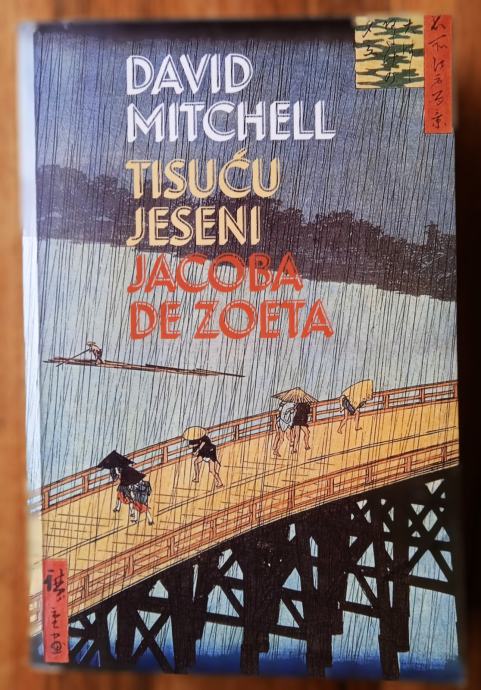 DAVID
MITCHELL
TISUĆU
JESENI
JACOBA
DE ZOETA